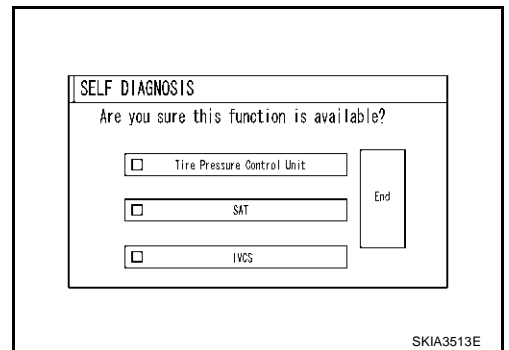 SELF DIAGNOSIS
Are you sure this function is available?
Tire Pressure Control Unit
SAT
IVCS
End
SKIA3513E